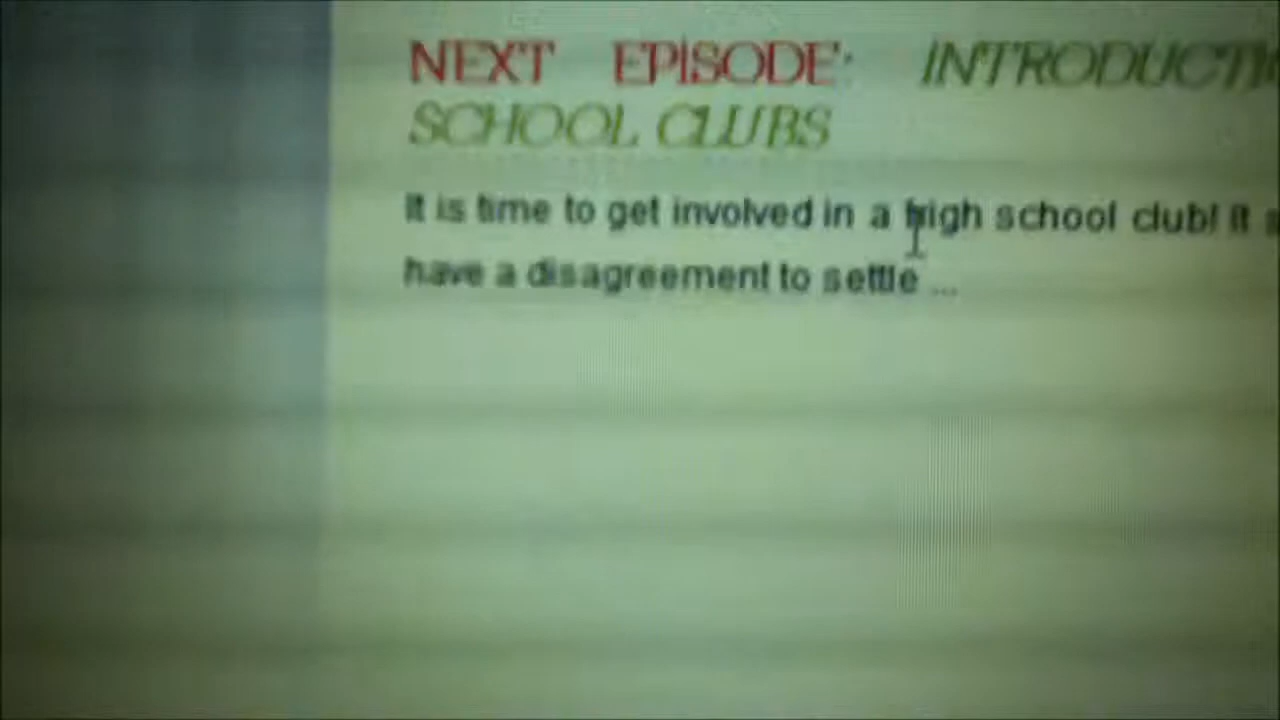 NEXT EPISODE: 
SCHOOL CLUBS
It is time to get involved in a high school club! It
have a disagreement to settle ...